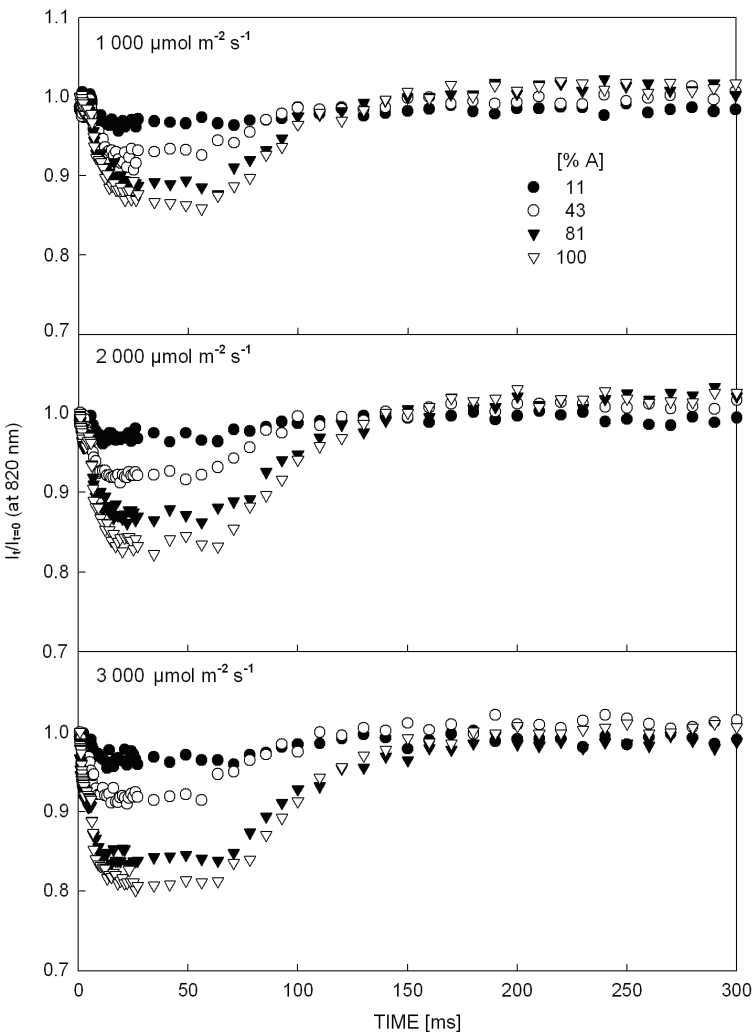 1.1
1 000 µmol m⁻² s⁻¹
1.0
[% A]
11
0.9
43
81
0.8
100
0.7
2 000 µmol m⁻² s⁻¹
1.0
0.9
0.8
0.7
Iₜ/Iₜ₌₀ (at 820 nm)
3 000 µmol m⁻² s⁻¹
1.0
0.9
0.8
0.7
0 50 100 150 200 250 300
TIME [ms]